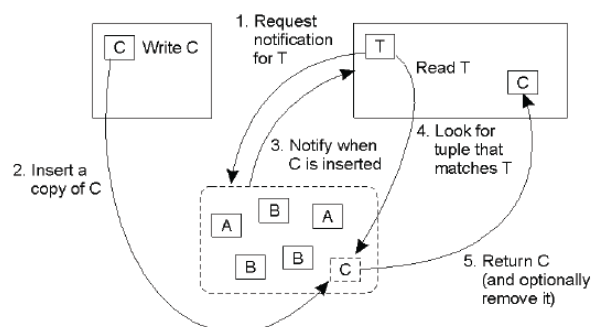 1. Request
notification
for T
C
Write C
T
Read T
C
3. Notify when
C is inserted
4. Look for
tuple that
matches T
2. Insert a
copy of C
A
B
A
B
B
C
5. Return C
(and optionally
remove it)